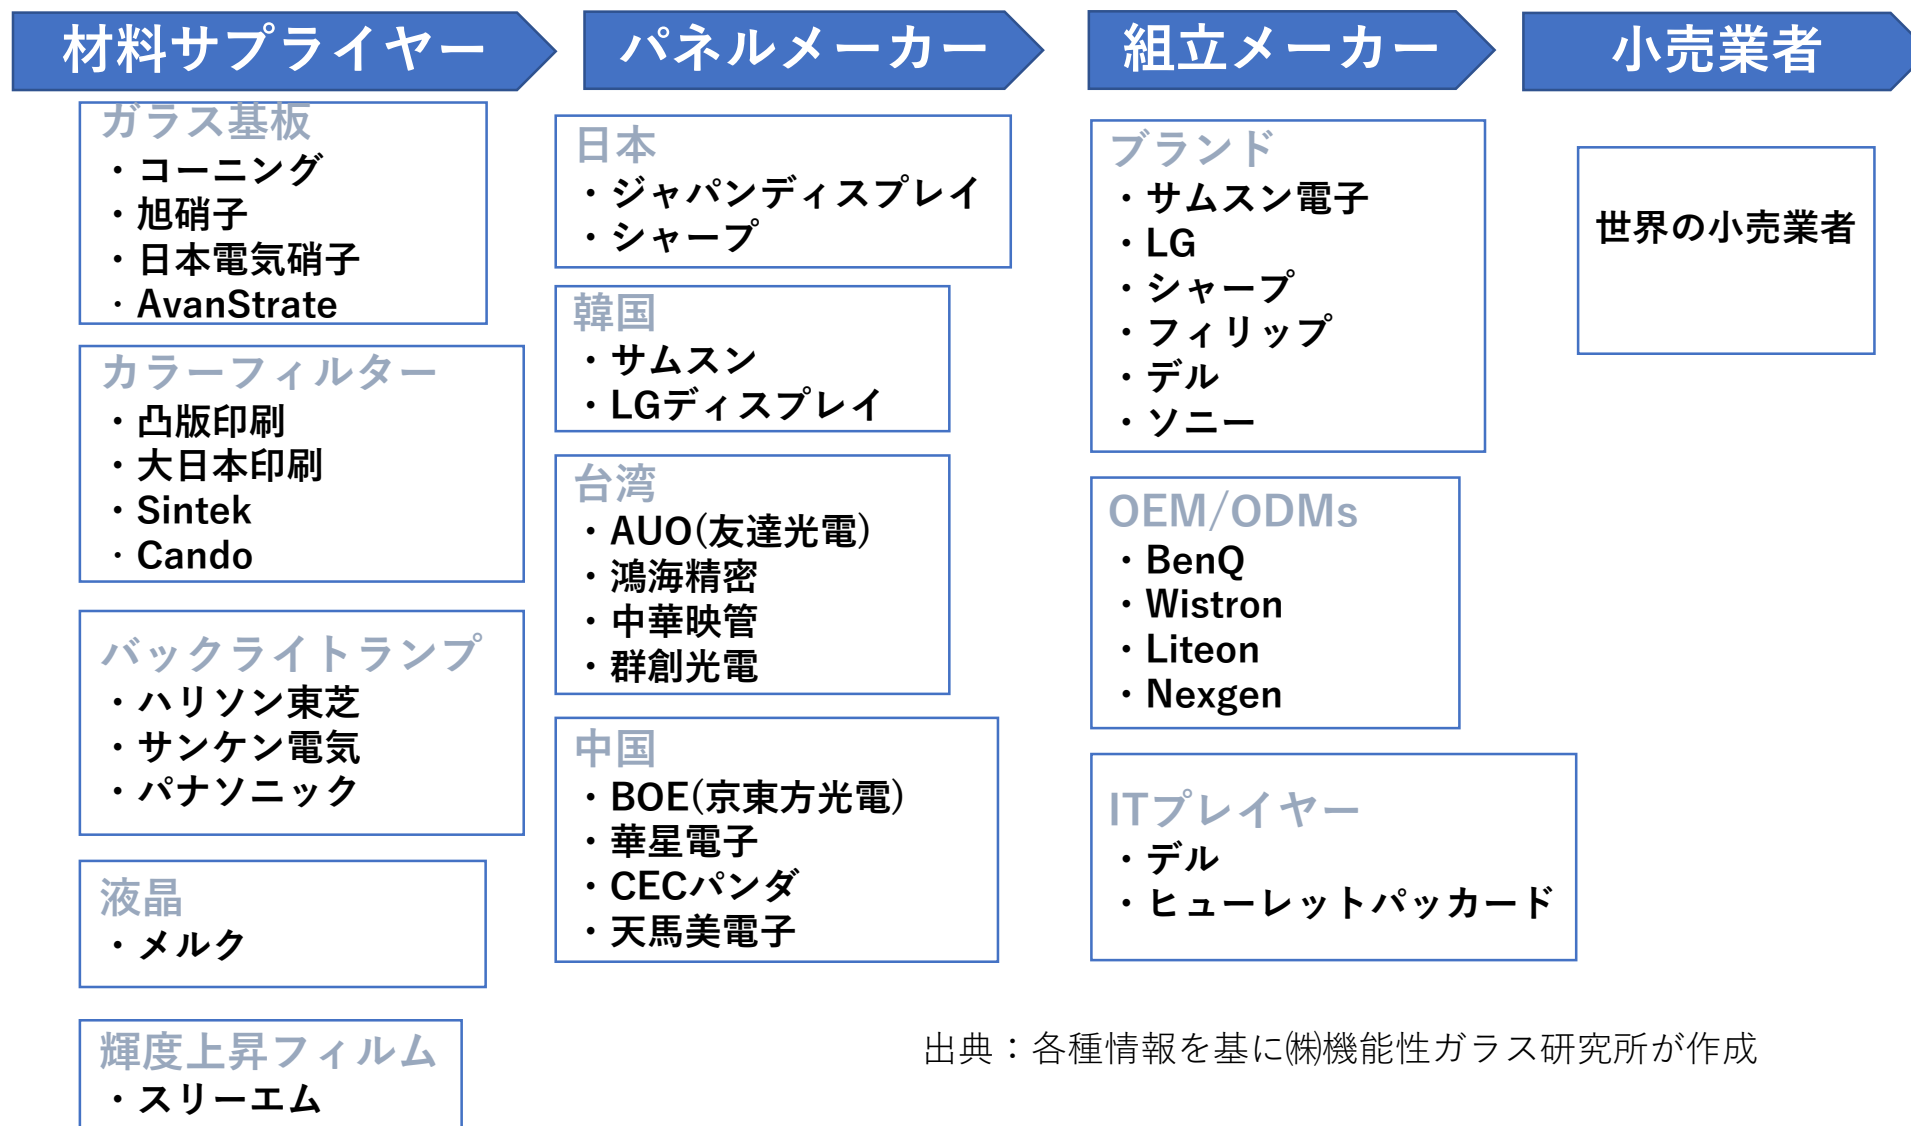 材料サプライヤー
ガラス基板
・コーニング
・旭硝子
・日本電気硝子
・AvanStrate
カラーフィルター
・凸版印刷
・大日本印刷
・Sintek
・Cando
バックライトランプ
・ハリソン東芝
・サンケン電気
・パナソニック
液晶
・メルク
輝度上昇フィルム
・スリーエム
パネルメーカー
日本
・ジャパンディスプレイ
・シャープ
韓国
・サムスン
・LGディスプレイ
台湾
・AUO(友達光電)
・鴻海精密
・中華映管
・群創光電
中国
・BOE(京東方光電)
・華星電子
・CECパンダ
・天馬美電子
組立メーカー
ブランド
・サムスン電子
・LG
・シャープ
・フィリップ
・デル
・ソニー
OEM/ODMs
・BenQ
・Wistron
・Liteon
・Nexgen
ITプレイヤー
・デル
・ヒューレットパッカード
小売業者
世界の小売業者
出典：各種情報を基に㈱機能性ガラス研究所が作成